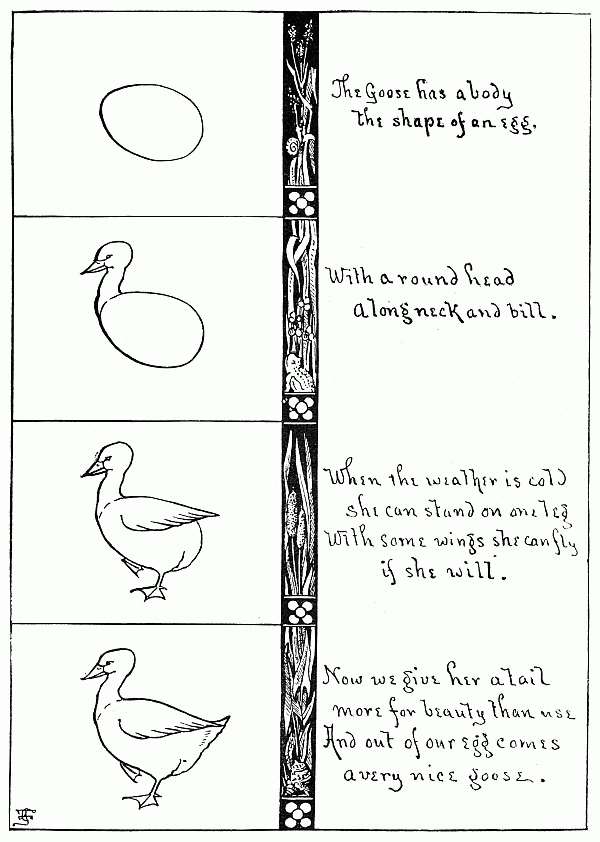 The Goose has a body
the shape of an egg.
With a round head
a long neck and bill.
When the weather is cold
she can stand on one leg
With some wings she can fly
if she will.
Now we give her a tail
more for beauty than use
And out of our egg comes
a very nice goose.